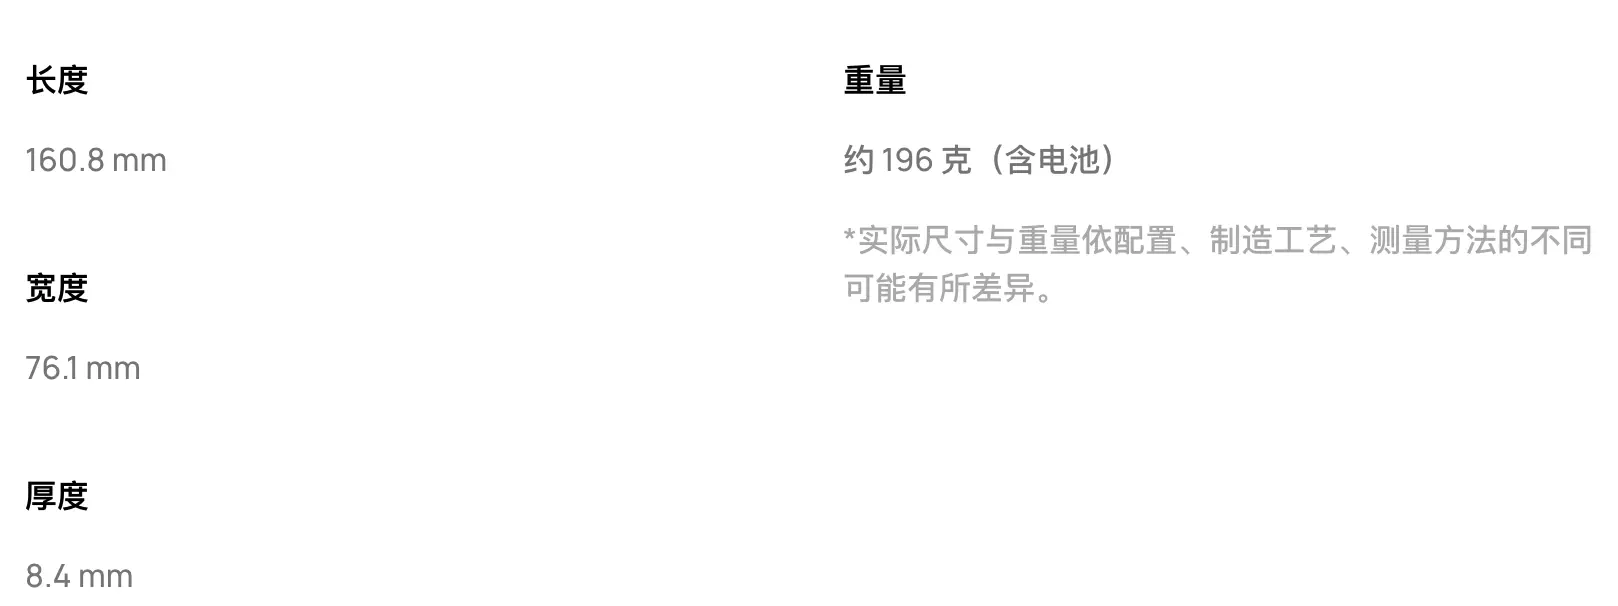 长度
160.8 mm
宽度
76.1 mm
厚度
8.4 mm
重量
约 196 克（含电池）
*实际尺寸与重量依配置、制造工艺、测量方法的不同
可能有所差异。